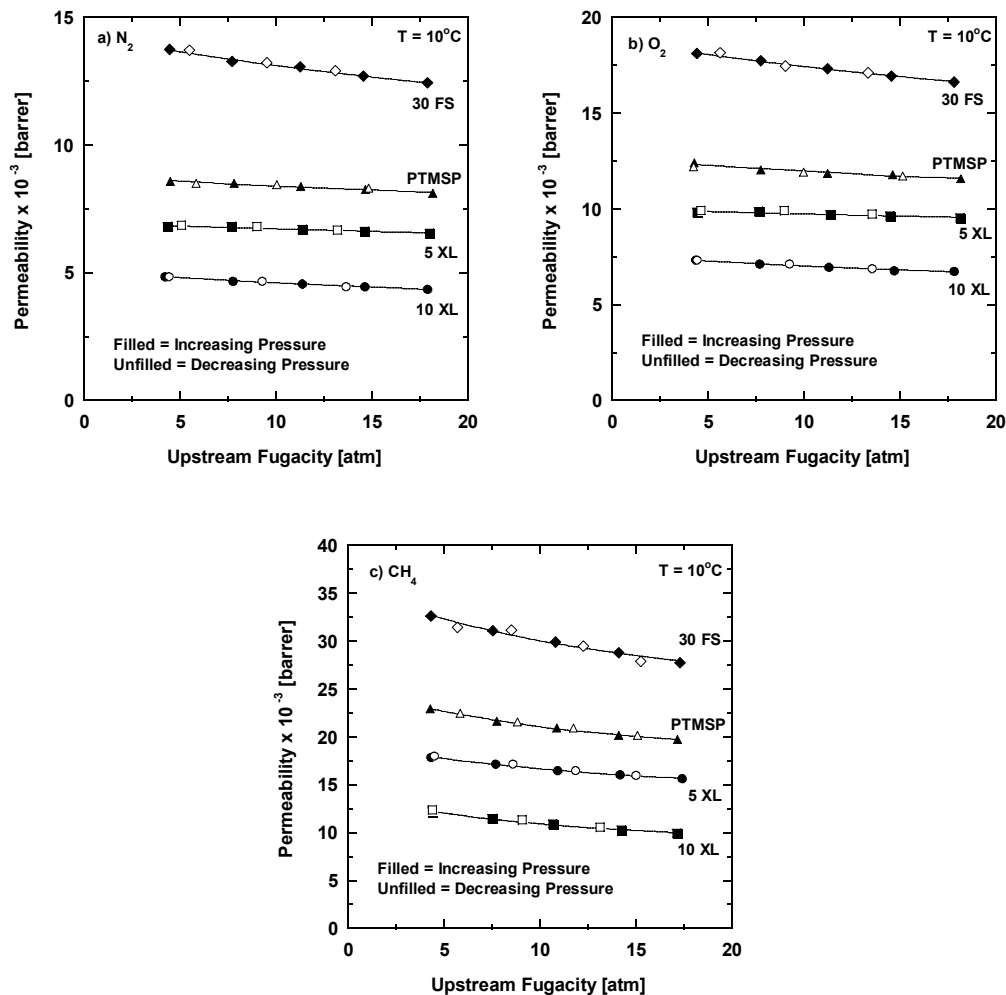 a) N2
T = 10°C
15
10
5
0
Permeability x 10⁻³ [barrer]
30 FS
PTMSP
5 XL
10 XL
Filled = Increasing Pressure
Unfilled = Decreasing Pressure
0 5 10 15 20
Upstream Fugacity [atm]
b) O2
T = 10°C
20
15
10
5
0
Permeability x 10⁻³ [barrer]
30 FS
PTMSP
5 XL
10 XL
Filled = Increasing Pressure
Unfilled = Decreasing Pressure
0 5 10 15 20
Upstream Fugacity [atm]
c) CH4
T = 10°C
40
35
30
25
20
15
10
5
0
Permeability x 10⁻³ [barrer]
30 FS
PTMSP
5 XL
10 XL
Filled = Increasing Pressure
Unfilled = Decreasing Pressure
0 5 10 15 20
Upstream Fugacity [atm]